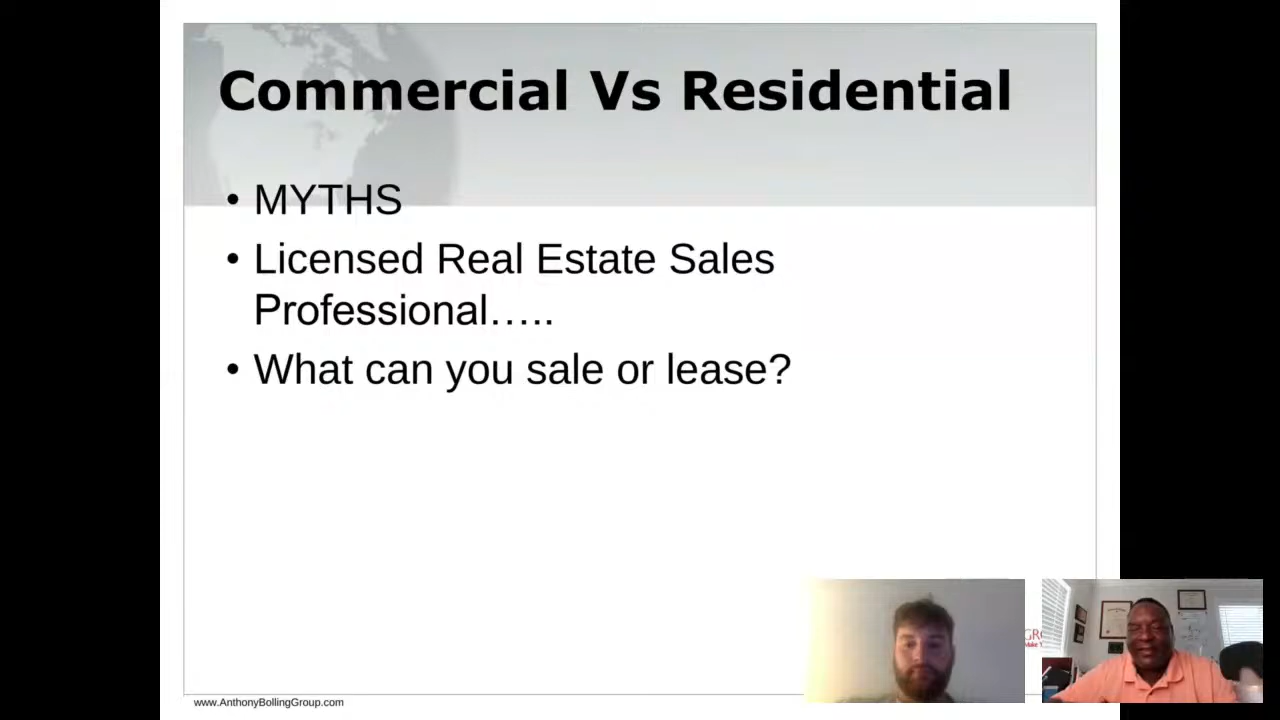 Commercial Vs Residential
• MYTHS
• Licensed Real Estate Sales
Professional…..
• What can you sale or lease?
www.AnthonyBollingGroup.com